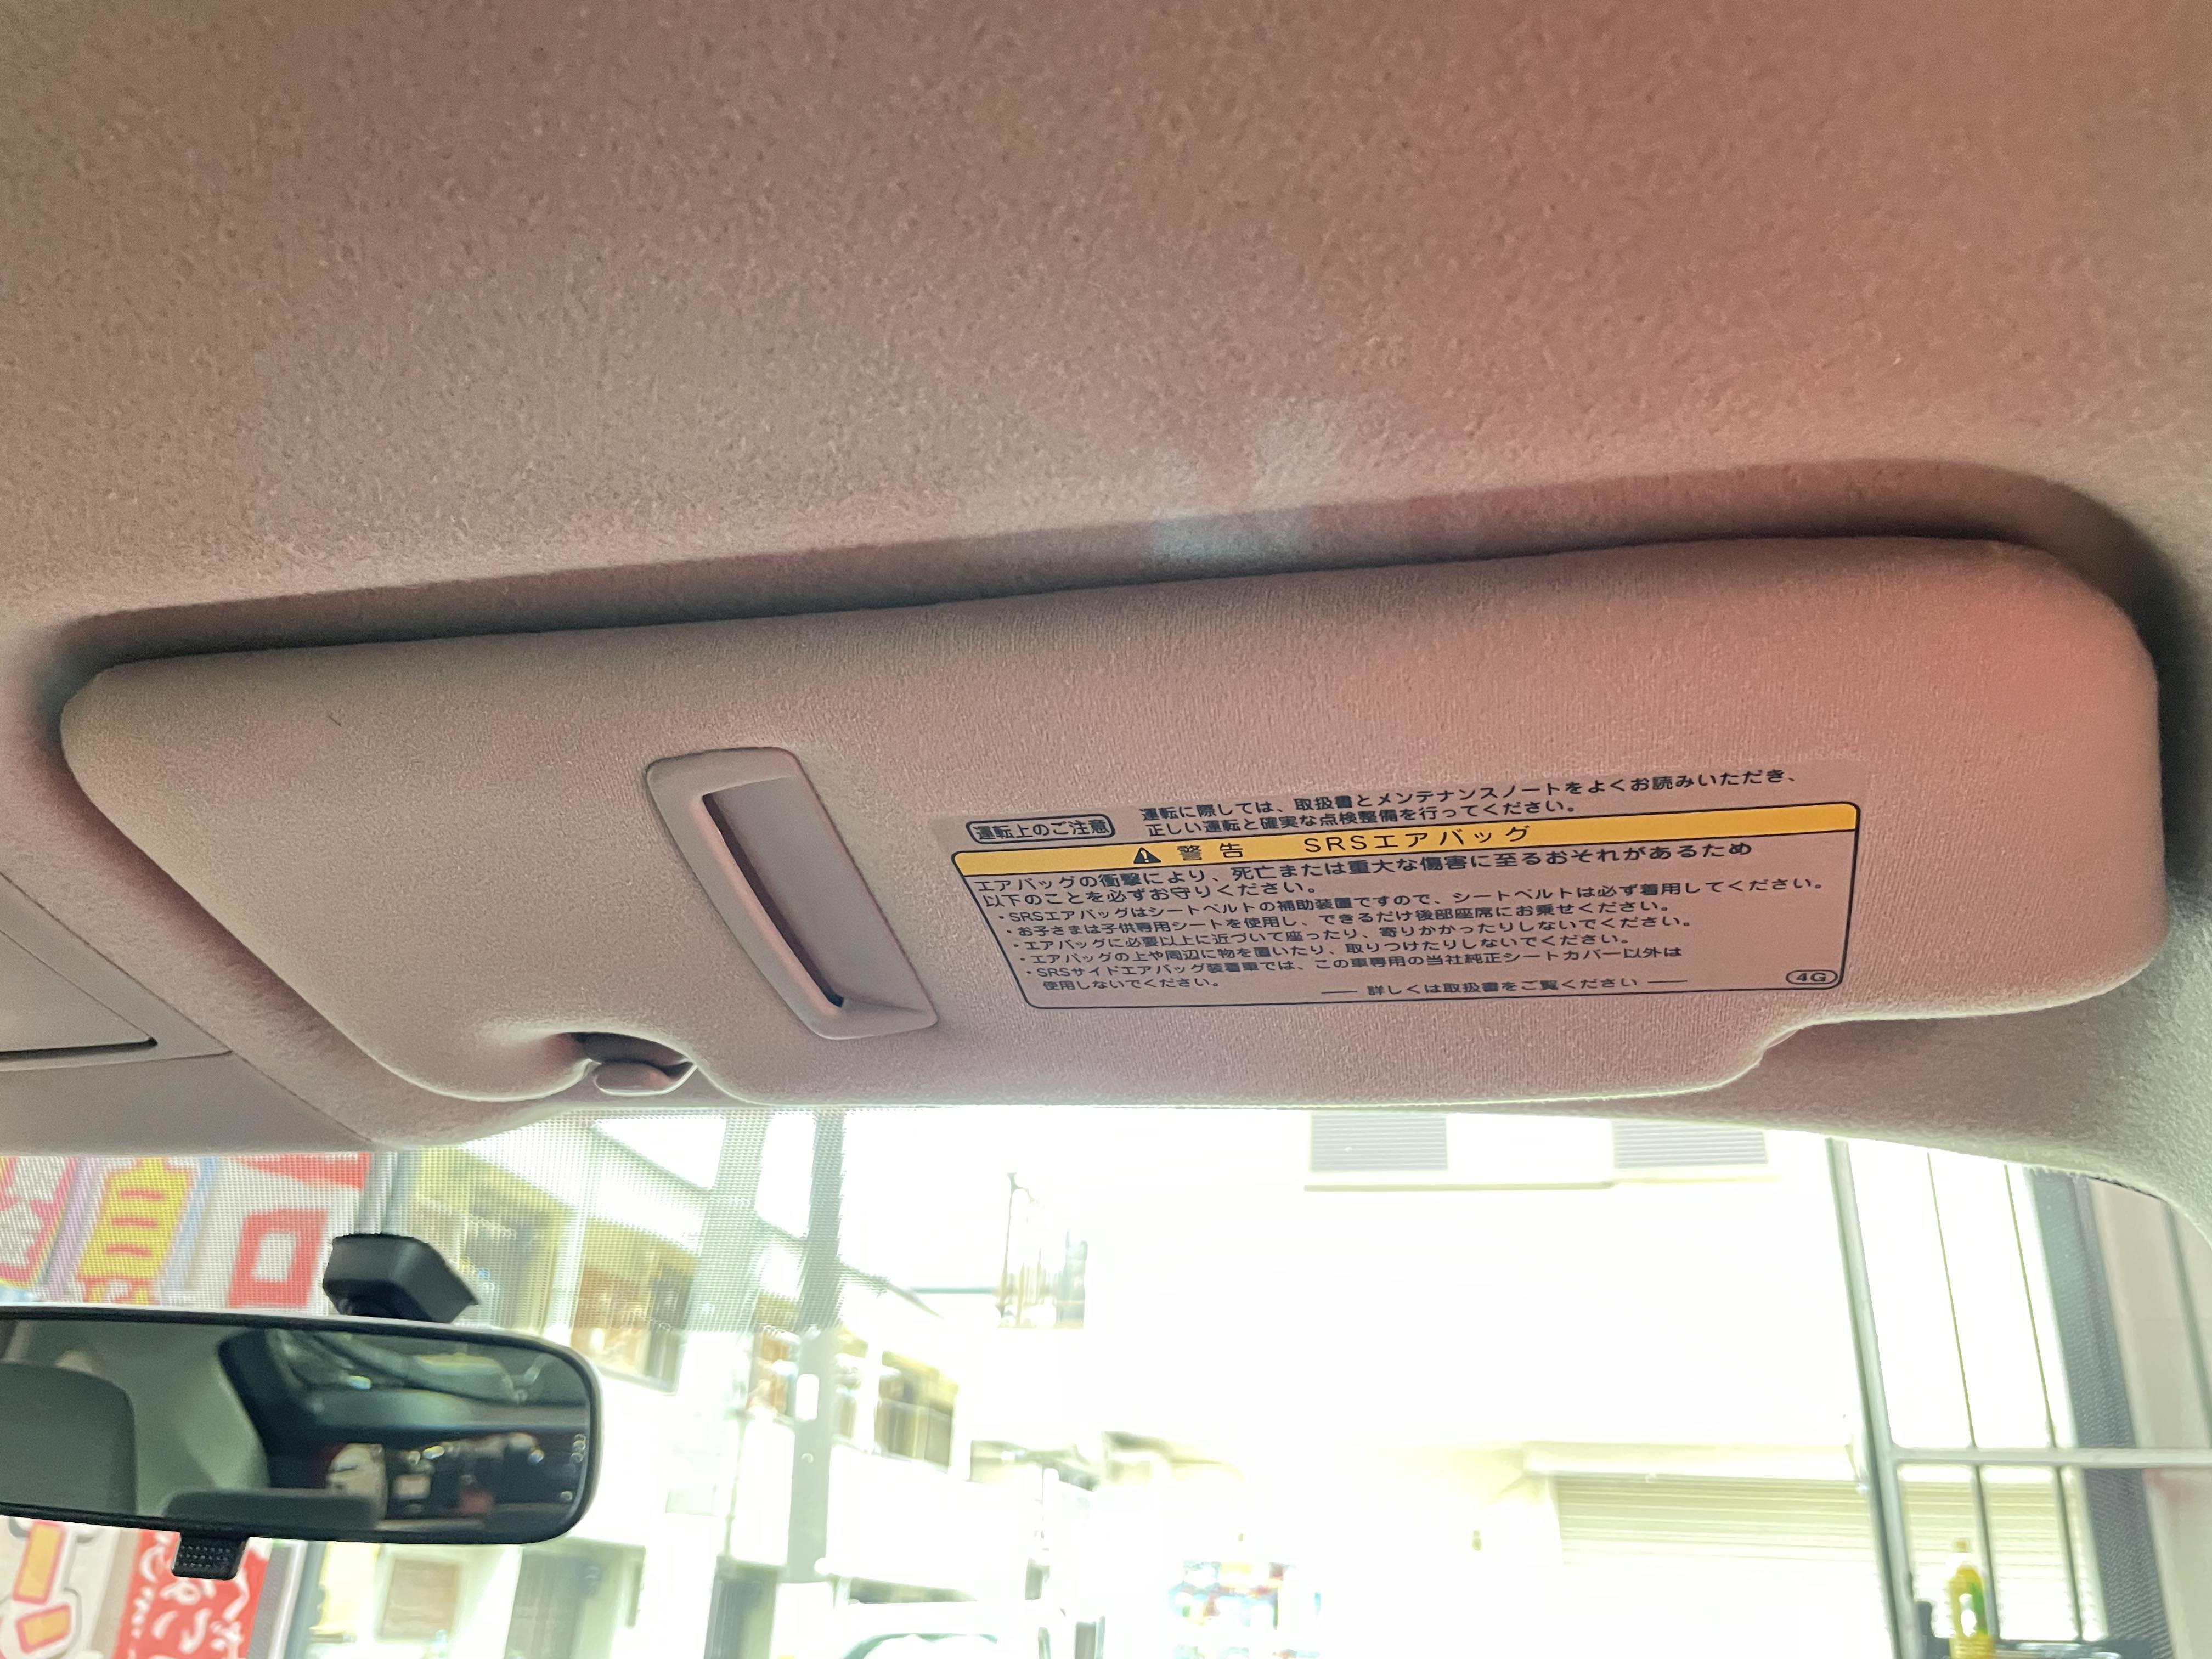 運転上のご注意
運転に際しては、取扱書とメンテナンスノートをよくお読みいただき、
正しい運転と確実な点検整備を行ってください。
警告 SRSエアバッグ
エアバッグの衝撃により、死亡または重大な傷害に至るおそれがあるため
以下のことを必ずお守りください。
・SRSエアバッグはシートベルトの補助装置ですので、シートベルトは必ず着用してください。
・お子さまは子供専用シートを使用し、できるだけ後部座席にお乗せください。
・エアバッグに必要以上に近づいて座ったり、寄りかかったりしないでください。
・エアバッグの上や周辺に物を置いたり、取りつけたりしないでください。
・SRSサイドエアバッグ装着車では、この車専用の当社純正シートカバー以外は
使用しないでください。
詳しくは取扱書をご覧ください
4G